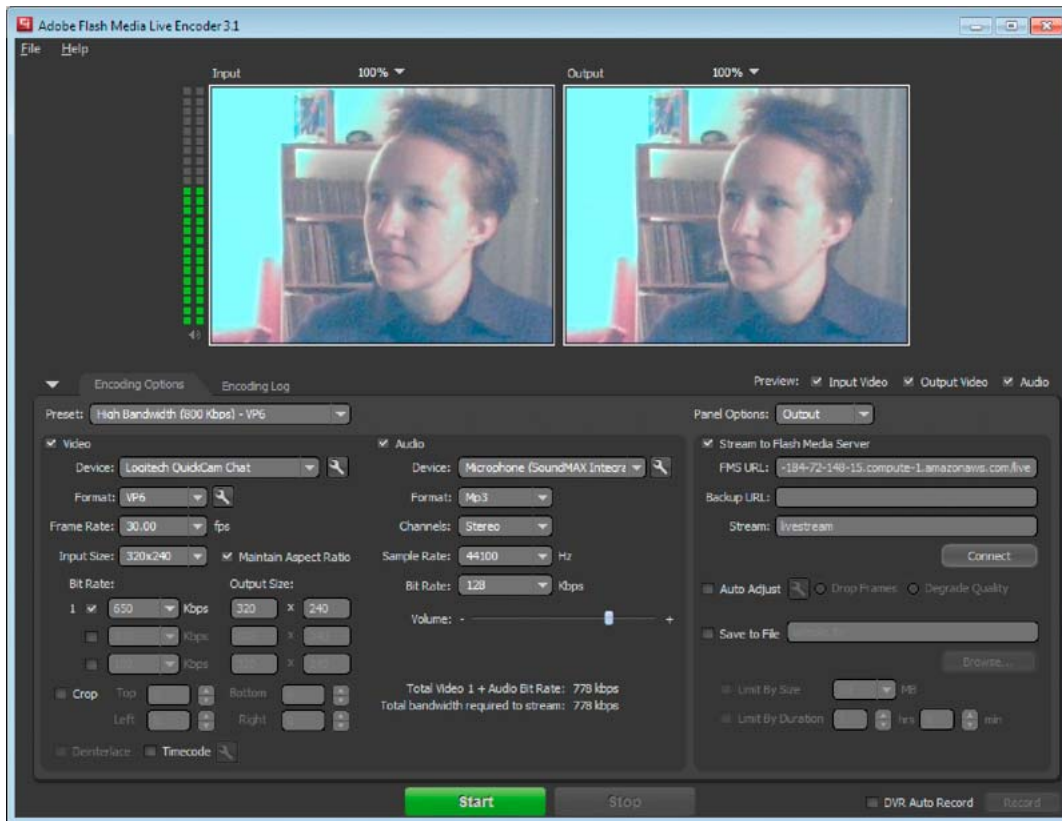 Adobe Flash Media Live Encoder 3.1
File Help
Input 100% Output 100%
Encoding Options Encoding Log Preview: Input Video Output Video Audio
Preset: High Bandwidth (800 Kbps) - VP6 Panel Options: Output
Video Audio Stream to Flash Media Server
Device: Logitech QuickCam Chat Device: Microphone (SoundMAX Integra FMS URL: -184-72-148-15.compute-1.amazonaws.com/live
Format: VP6 Format: Mp3 Backup URL:
Frame Rate: 30.00 fps Channels: Stereo Stream: livestream
Input Size: 320x240 Maintain Aspect Ratio Sample Rate: 44100 Hz Connect
Bit Rate: Output Size: Bit Rate: 128 Kbps Auto Adjust Drop Frames Degrade Quality
1 650 Kbps 320 x 240 Volume: - +
Kbps x Save to File
Kbps x Browse...
Crop Top Bottom Total Video 1 + Audio Bit Rate: 778 kbps Limit By Size MB
Left Right Total bandwidth required to stream: 778 kbps Limit By Duration hrs min
Deinterlace Timecode
Start Stop DVR Auto Record Record